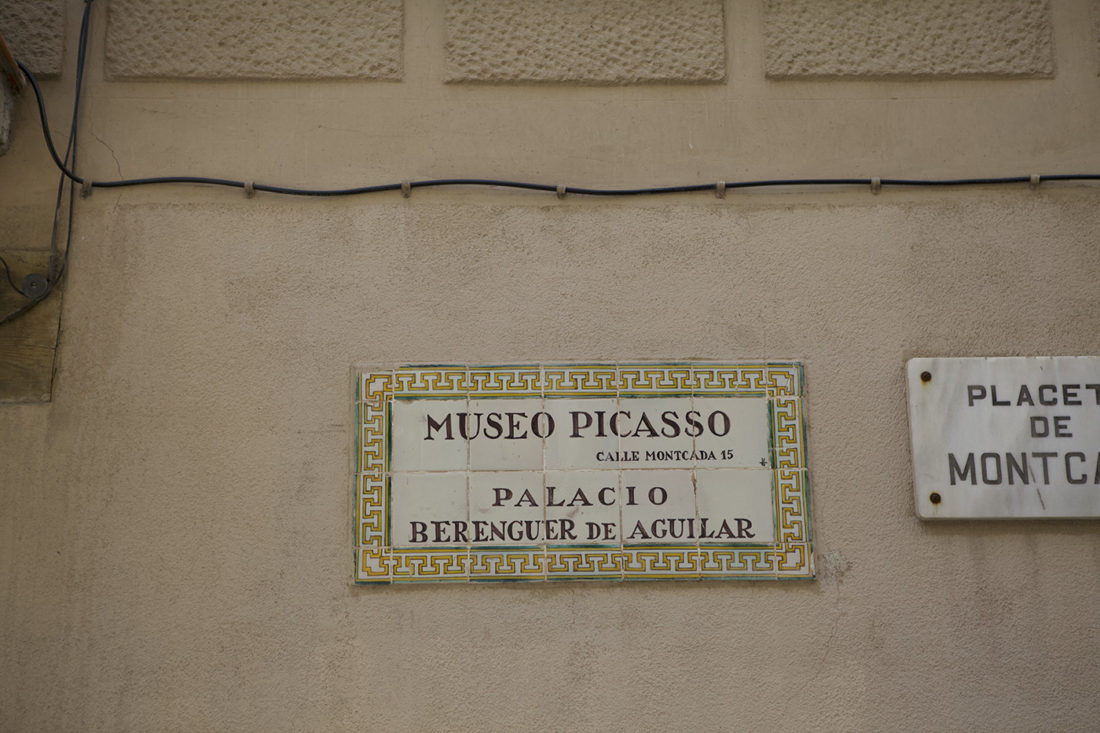 MUSEO PICASSO
CALLE MONTCADA 15
PALACIO
BERENGUER DE AGUILAR
PLACET
DE
MONTCA